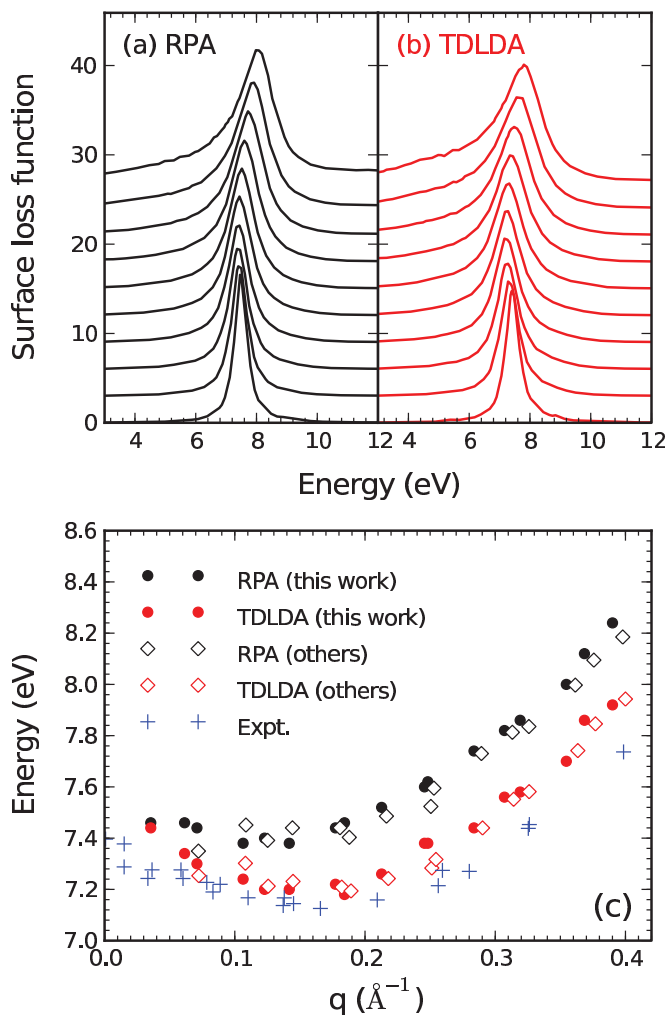 (a) RPA
(b) TDLDA
Surface loss function
40
30
20
10
0
4 6 8 10 12
4 6 8 10 12
Energy (eV)
8.6
8.4
8.2
8.0
7.8
7.6
7.4
7.2
7.0
Energy (eV)
RPA (this work)
TDLDA (this work)
RPA (others)
TDLDA (others)
Expt.
(c)
0.0 0.1 0.2 0.3 0.4
q (Å⁻¹)